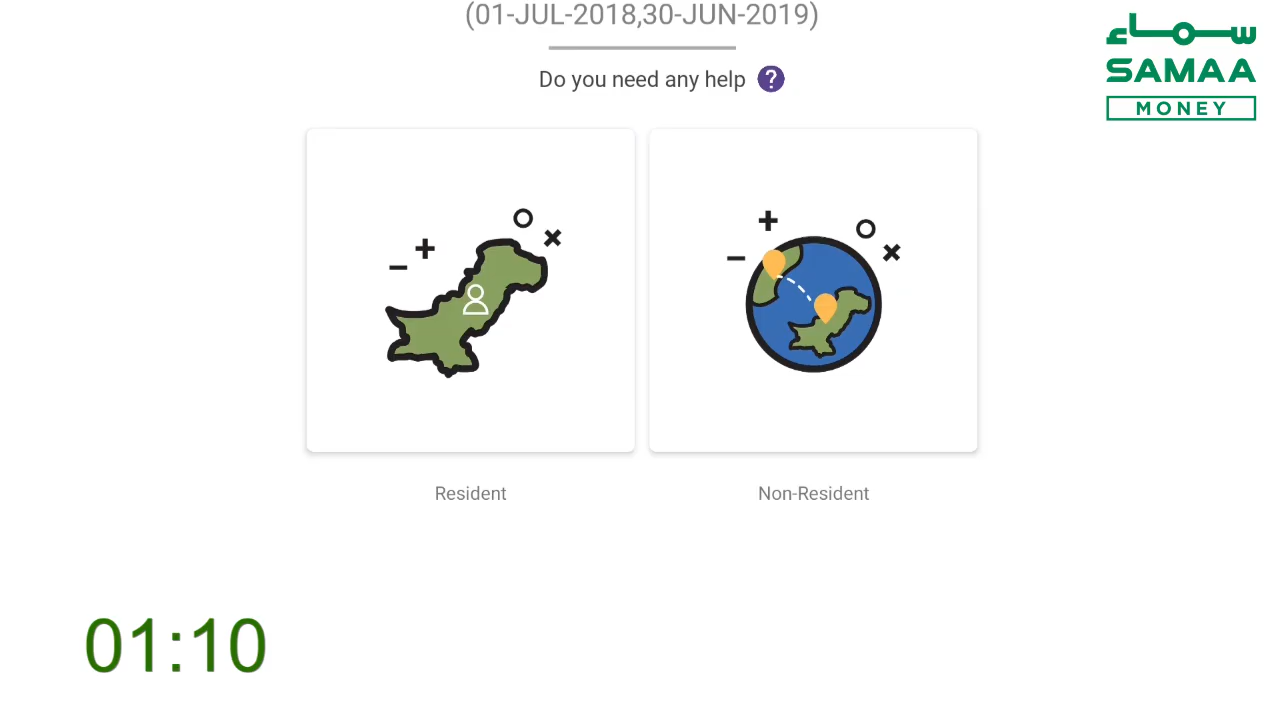 (01-JUL-2018,30-JUN-2019)
سماء
SAMAA
MONEY
Do you need any help ?
Resident
Non-Resident
01:10